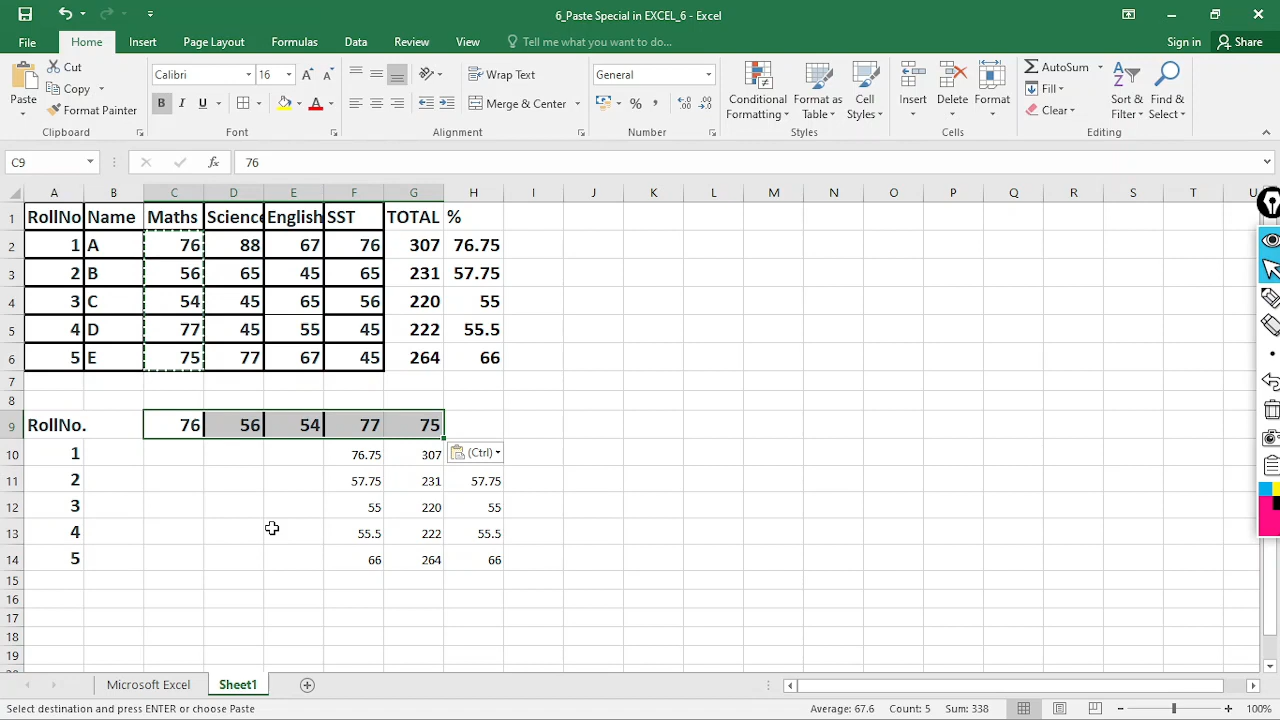 6_Paste Special in EXCEL_6 - Excel
File Home Insert Page Layout Formulas Data Review View Tell me what you want to do... Sign in Share
Paste Cut Copy Format Painter
Calibri 16 A A B I U A
Wrap Text Merge & Center
General % ,
Conditional Formatting Format as Table Cell Styles
Insert Delete Format
AutoSum Fill Clear Sort & Filter Find & Select
Clipboard Font Alignment Number Styles Cells Editing
C9 fx 76
A B C D E F G H I J K L M N O P Q R S T U
1 RollNo Name Maths Science English SST TOTAL %
2 1 A 76 88 67 76 307 76.75
3 2 B 56 65 45 65 231 57.75
4 3 C 54 45 65 56 220 55
5 4 D 77 45 55 45 222 55.5
6 5 E 75 77 67 45 264 66
7
8
9 RollNo. 76 56 54 77 75
10 1 76.75 307 (Ctrl)
11 2 57.75 231 57.75
12 3 55 220 55
13 4 55.5 222 55.5
14 5 66 264 66
15
16
17
18
19
Microsoft Excel Sheet1
Select destination and press ENTER or choose Paste Average: 67.6 Count: 5 Sum: 338 100%